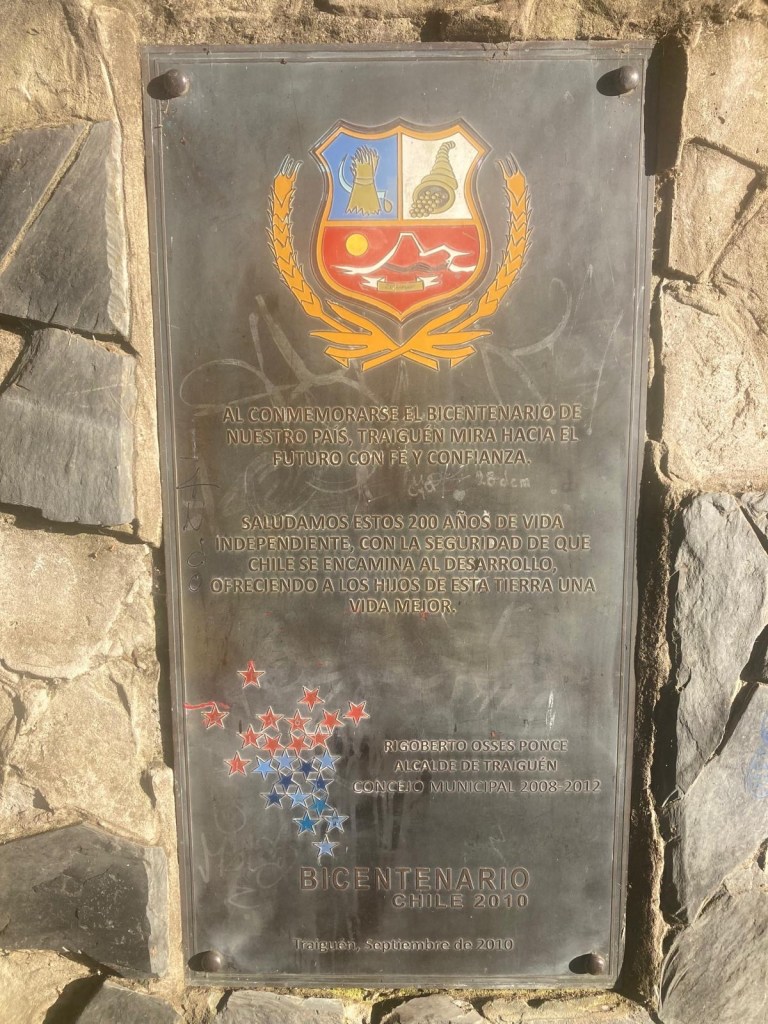 AL CONMEMORARSE EL BICENTENARIO DE
NUESTRO PAÍS, TRAIGUÉN MIRA HACIA EL
FUTURO CON FE Y CONFIANZA.
SALUDAMOS ESTOS 200 AÑOS DE VIDA
INDEPENDIENTE, CON LA SEGURIDAD DE QUE
CHILE SE ENCAMINA AL DESARROLLO,
OFRECIENDO A LOS HIJOS DE ESTA TIERRA UNA
VIDA MEJOR.
RIGOBERTO OSSES PONCE
ALCALDE DE TRAIGUÉN
CONCEJO MUNICIPAL 2008-2012
BICENTENARIO
CHILE 2010
Traiguén, Septiembre de 2010